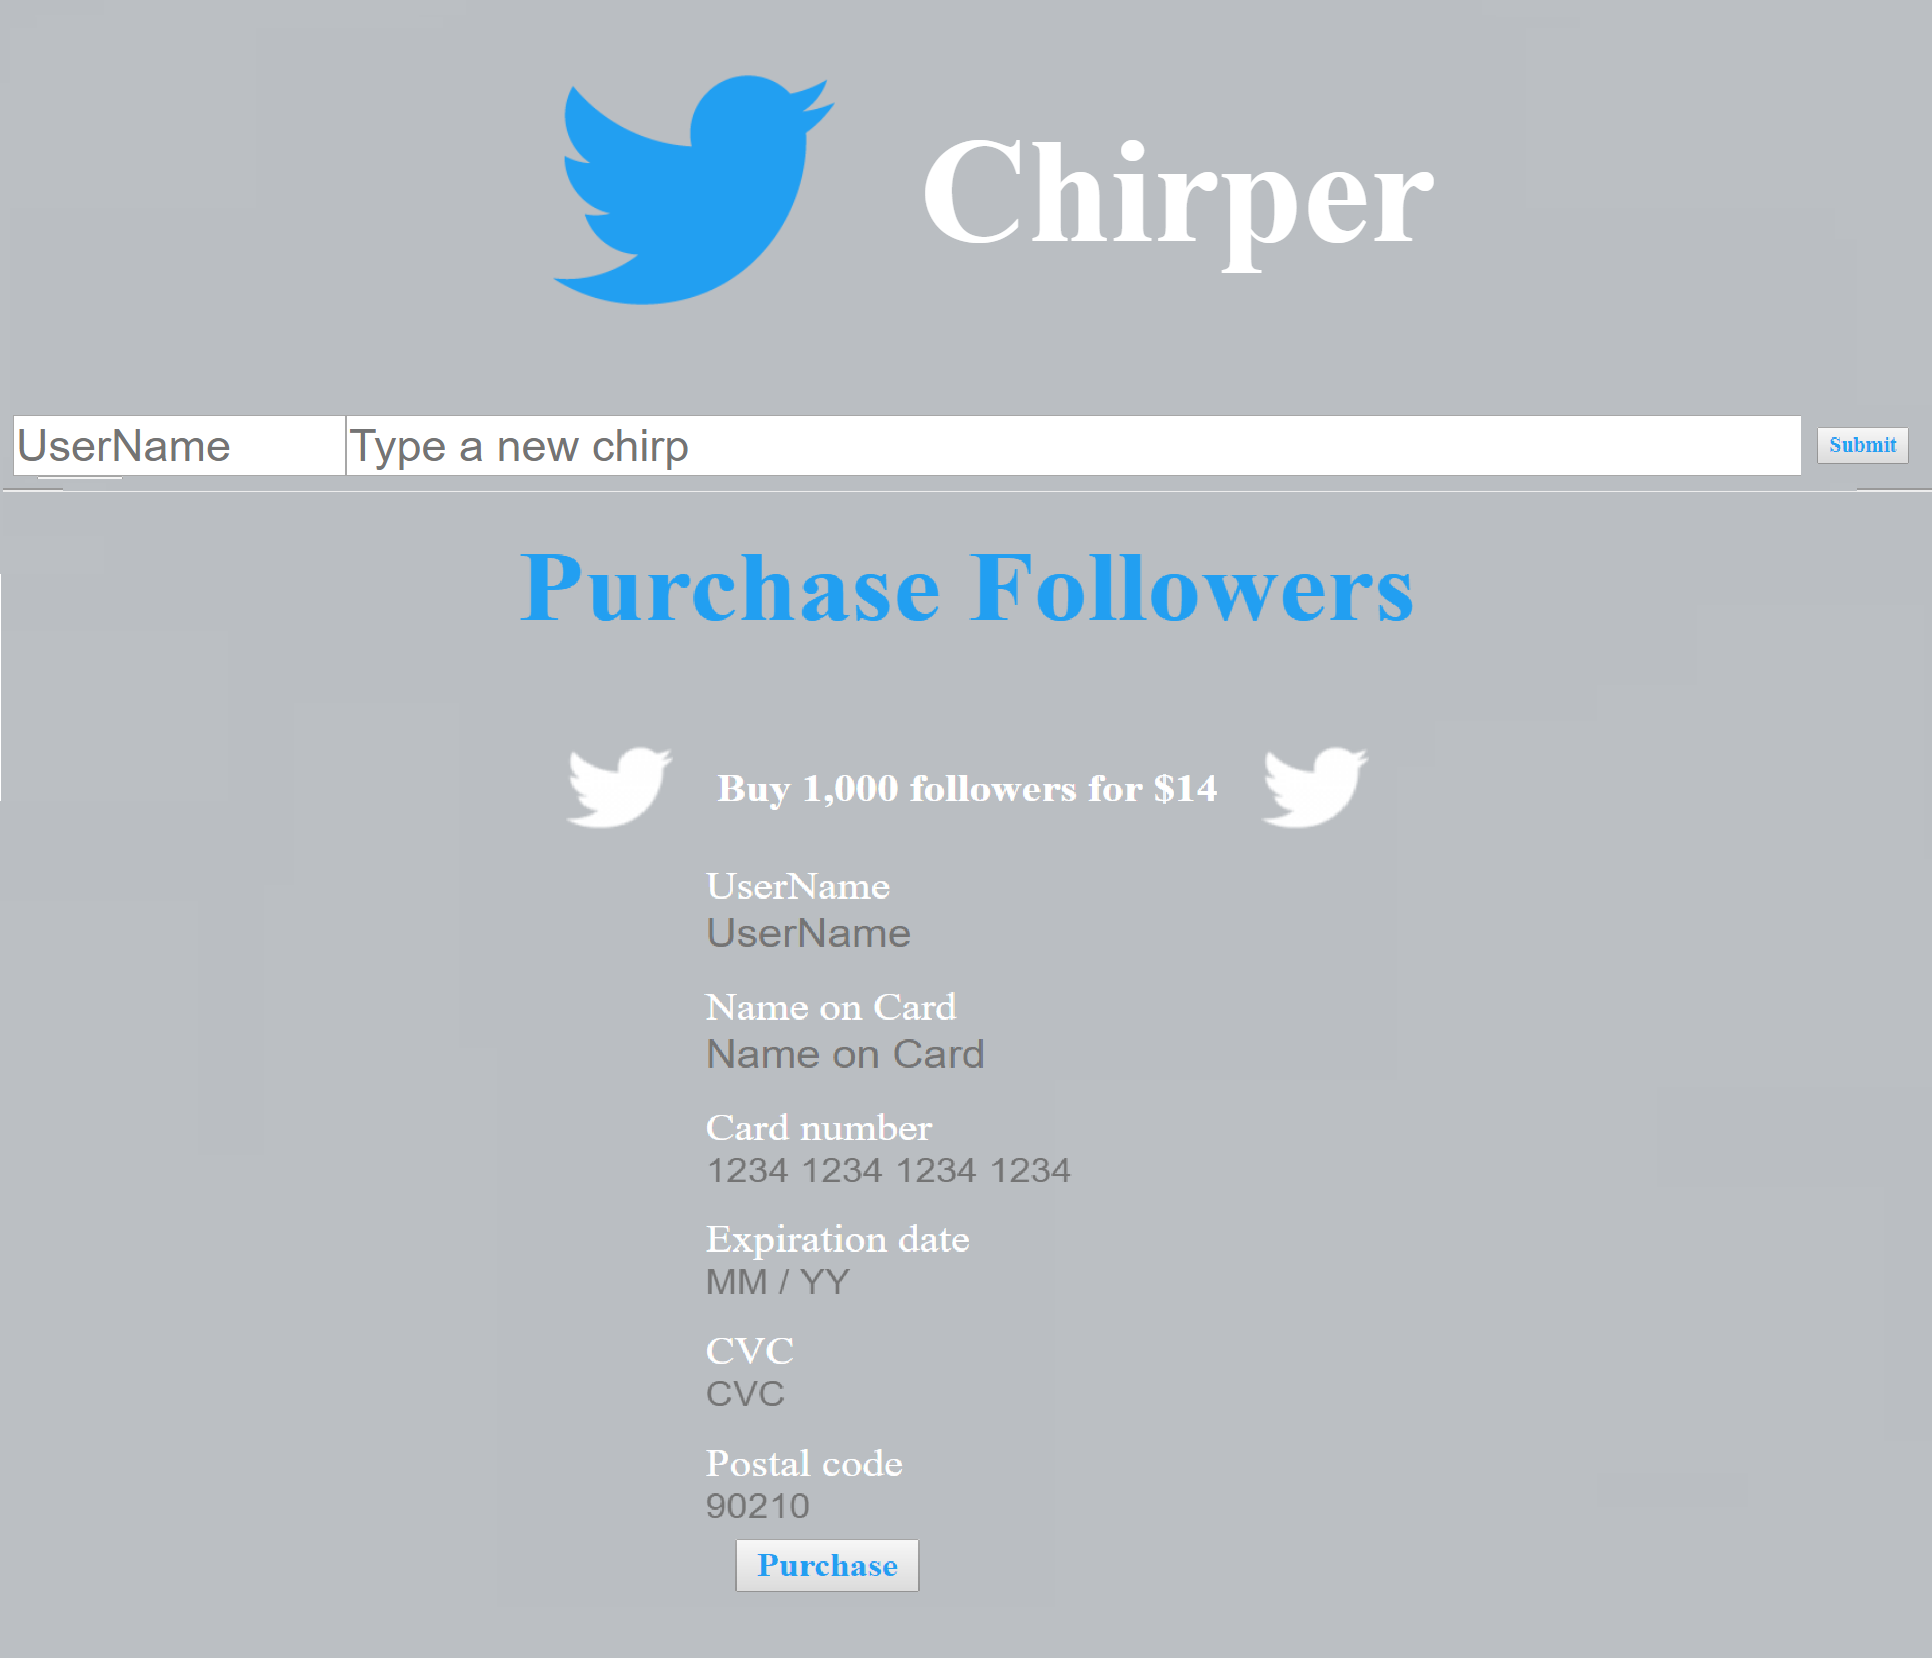 Chirper
UserName Type a new chirp Submit
Purchase Followers
Buy 1,000 followers for $14
UserName
UserName
Name on Card
Name on Card
Card number
1234 1234 1234 1234
Expiration date
MM / YY
CVC
CVC
Postal code
90210
Purchase